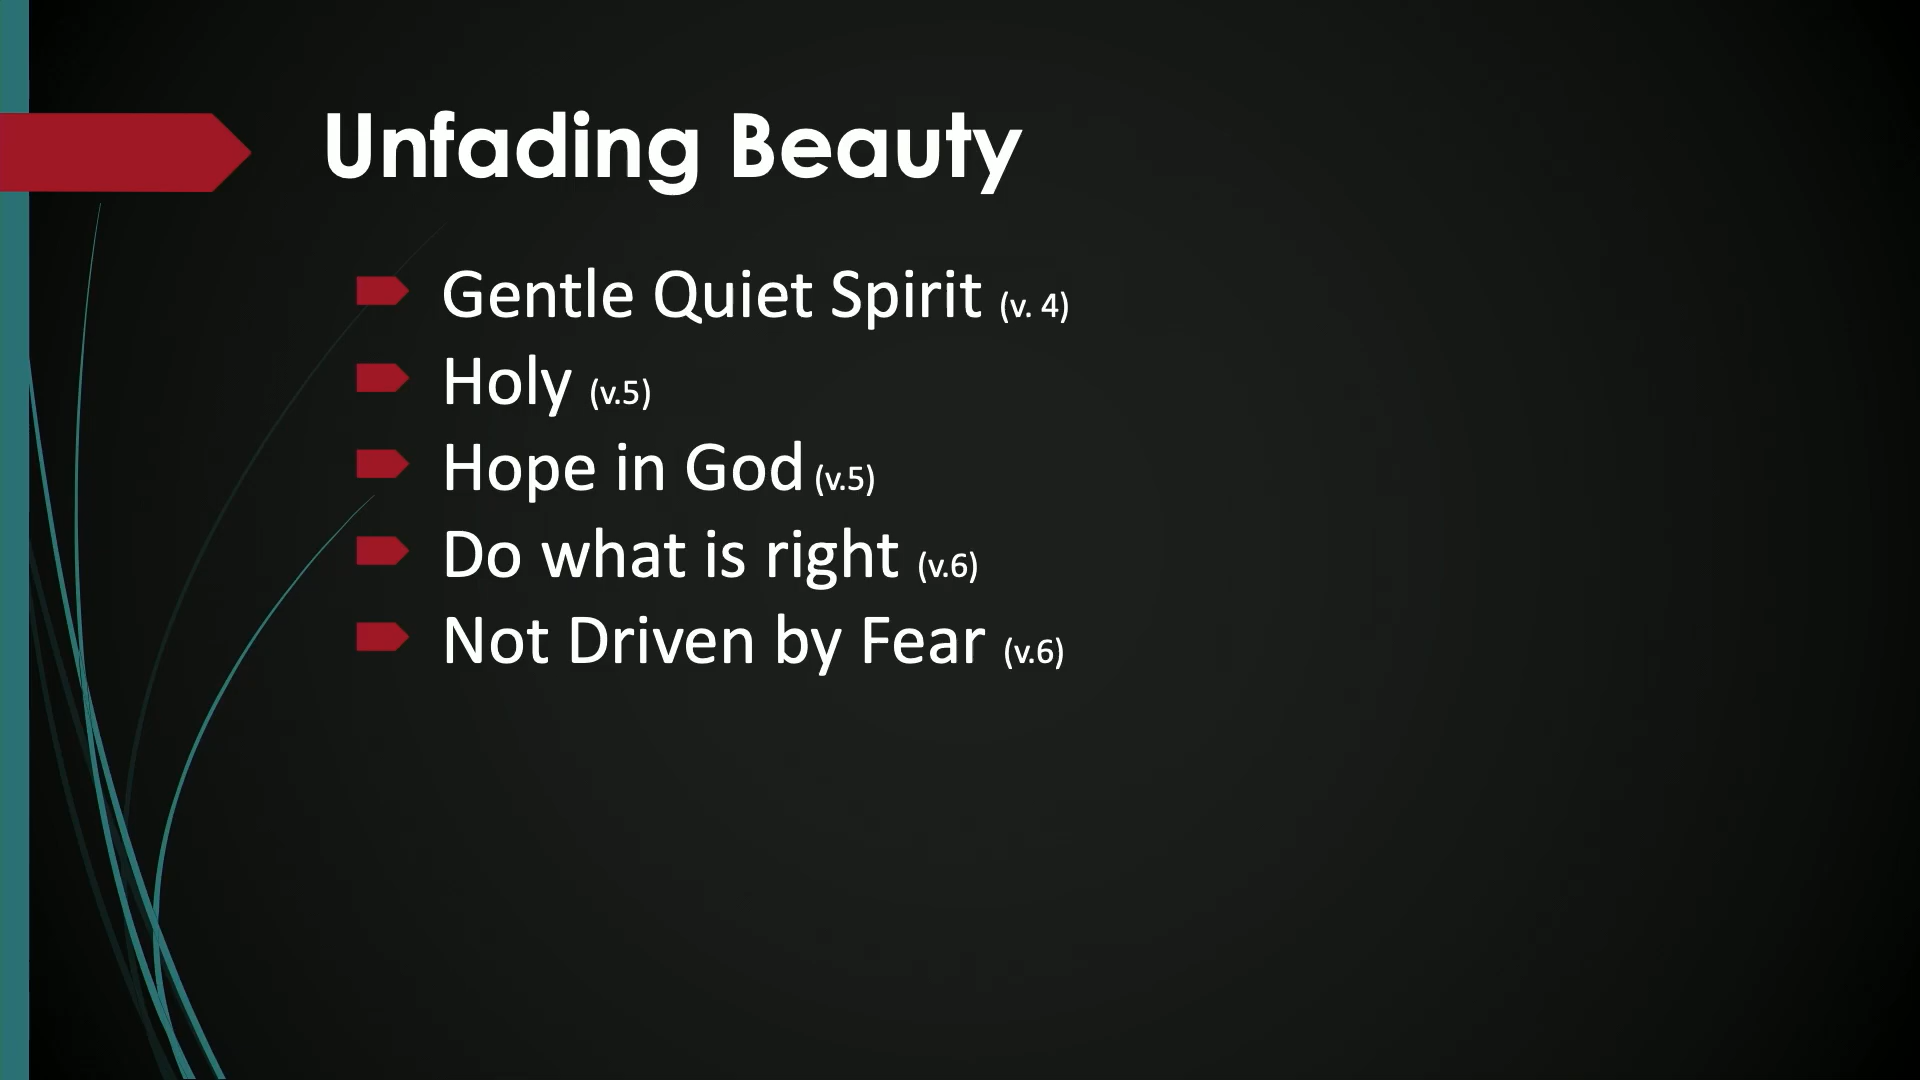 Unfading Beauty
Gentle Quiet Spirit (v. 4)
Holy (v.5)
Hope in God (v.5)
Do what is right (v.6)
Not Driven by Fear (v.6)